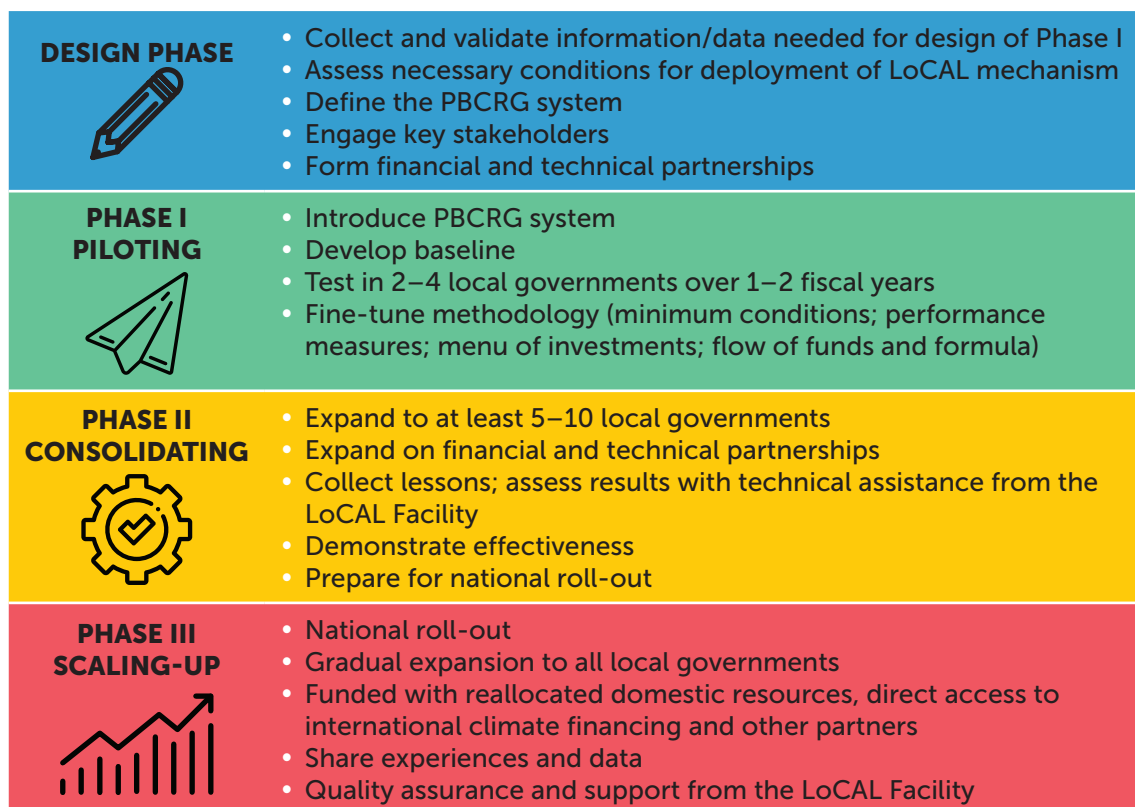 DESIGN PHASE
• Collect and validate information/data needed for design of Phase I
• Assess necessary conditions for deployment of LoCAL mechanism
• Define the PBCRG system
• Engage key stakeholders
• Form financial and technical partnerships
PHASE I
PILOTING
• Introduce PBCRG system
• Develop baseline
• Test in 2–4 local governments over 1–2 fiscal years
• Fine-tune methodology (minimum conditions; performance
measures; menu of investments; flow of funds and formula)
PHASE II
CONSOLIDATING
• Expand to at least 5–10 local governments
• Expand on financial and technical partnerships
• Collect lessons; assess results with technical assistance from the
LoCAL Facility
• Demonstrate effectiveness
• Prepare for national roll-out
PHASE III
SCALING-UP
• National roll-out
• Gradual expansion to all local governments
• Funded with reallocated domestic resources, direct access to
international climate financing and other partners
• Share experiences and data
• Quality assurance and support from the LoCAL Facility